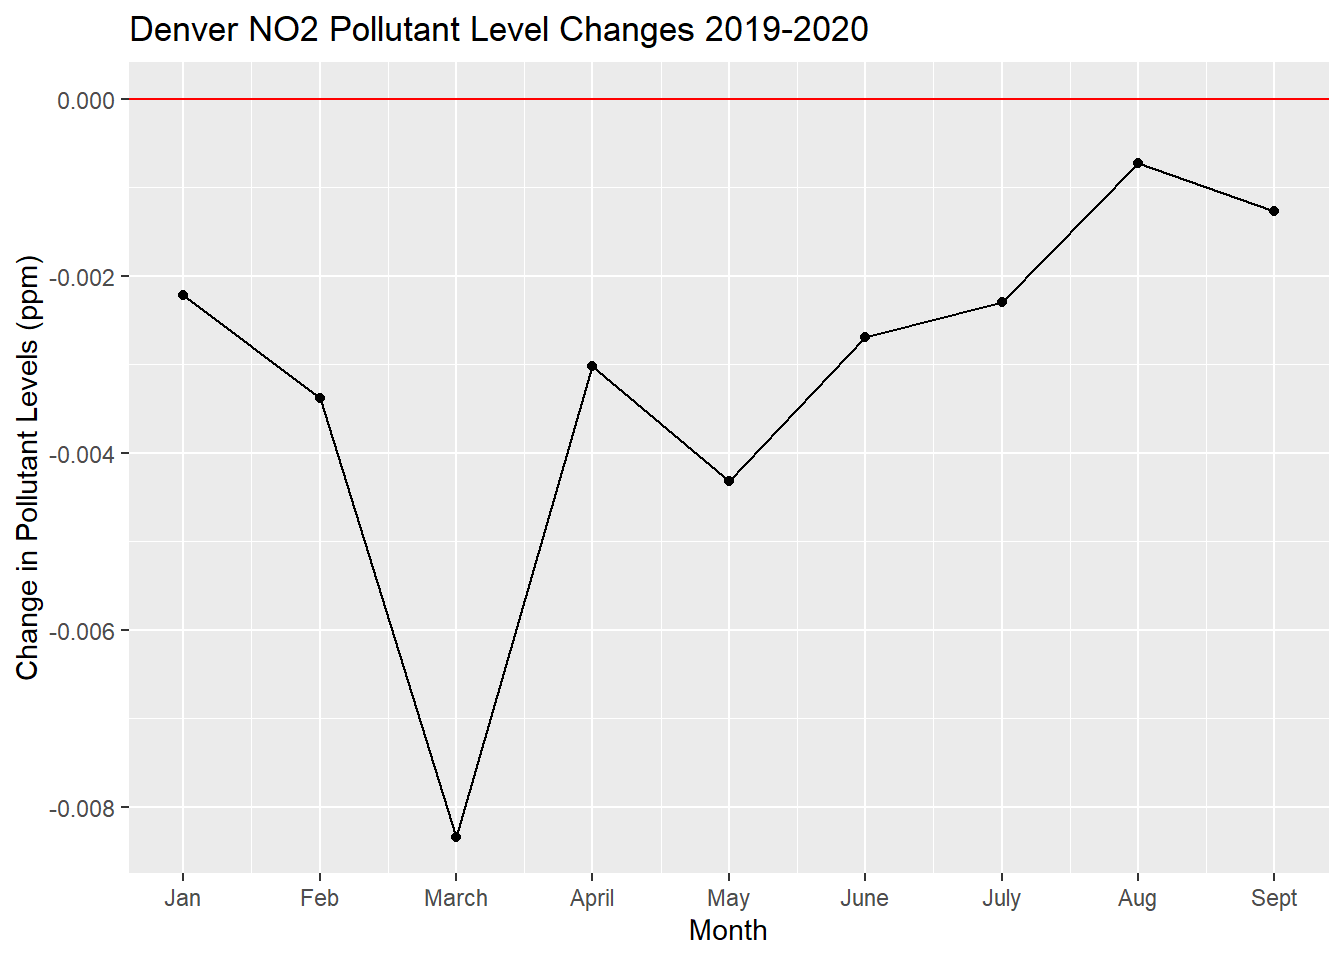 Denver NO2 Pollutant Level Changes 2019-2020
Change in Pollutant Levels (ppm)
0.000
-0.002
-0.004
-0.006
-0.008
Jan Feb March April May June July Aug Sept
Month